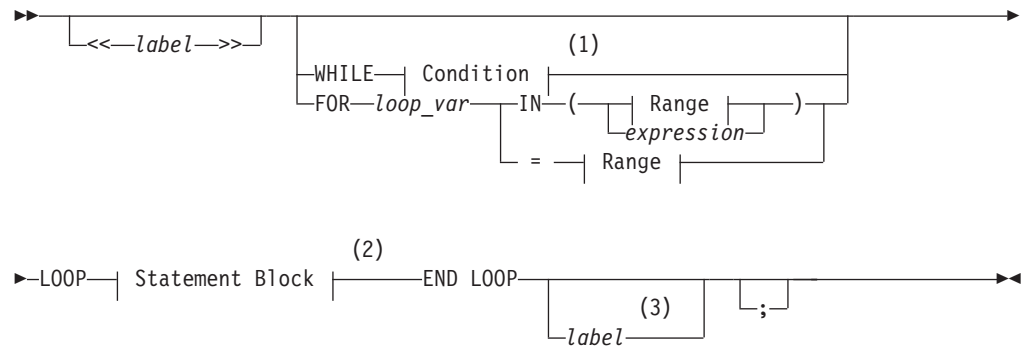 <<label>>
(1)
WHILE Condition
FOR loop_var IN ( Range )
expression
= Range
(2)
LOOP Statement Block END LOOP
(3)
label ;